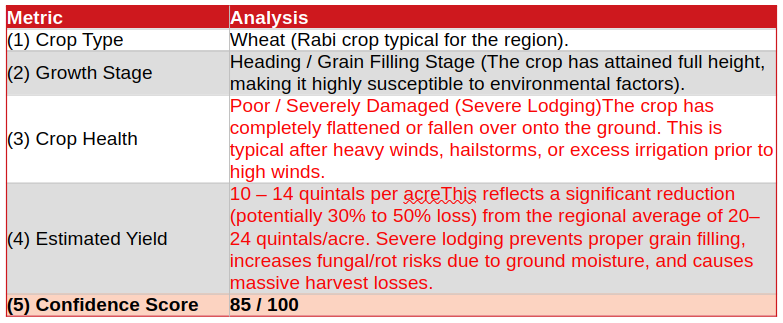 Metric Analysis
(1) Crop Type Wheat (Rabi crop typical for the region).
(2) Growth Stage Heading / Grain Filling Stage (The crop has attained full height,
making it highly susceptible to environmental factors).
(3) Crop Health Poor / Severely Damaged (Severe Lodging)The crop has
completely flattened or fallen over onto the ground. This is
typical after heavy winds, hailstorms, or excess irrigation prior to
high winds.
(4) Estimated Yield 10 – 14 quintals per acreThis reflects a significant reduction
(potentially 30% to 50% loss) from the regional average of 20–
24 quintals/acre. Severe lodging prevents proper grain filling,
increases fungal/rot risks due to ground moisture, and causes
massive harvest losses.
(5) Confidence Score 85 / 100